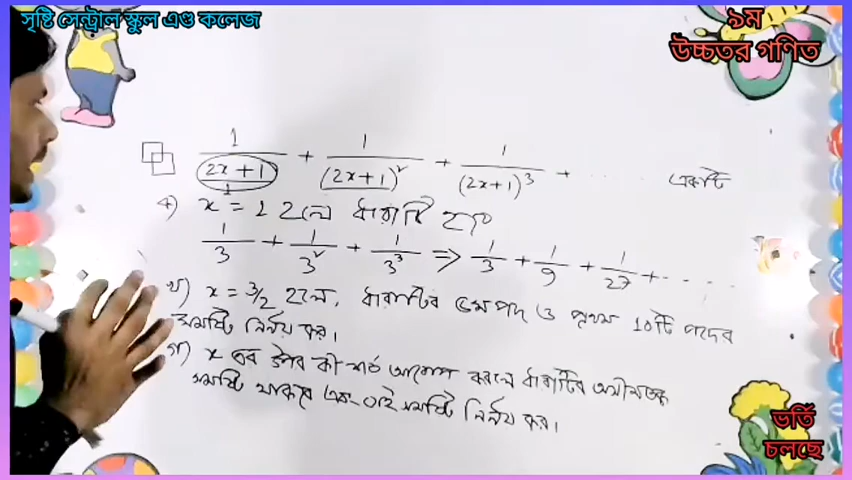 সৃষ্টি সেন্ট্রাল স্কুল এণ্ড কলেজ
৯ম
উচ্চতর গণিত
1/(2x+1) + 1/(2x+1)² + 1/(2x+1)³ + ...... একটি
ক) x = 1 হলে ধারাটি হবে
1/3 + 1/3² + 1/3³ ⇒ 1/3 + 1/9 + 1/27 + ......
খ) x = 3/2 হলে, ধারাটির ৮ম পদ ও প্রথম 10টি পদের
সমষ্টি নির্ণয় কর।
গ) x এর উপর কী শর্ত আরোপ করলে ধারাটির অসীমতক
সমষ্টি থাকবে এবং সেই সমষ্টি নির্ণয় কর।
ভর্তি
চলছে